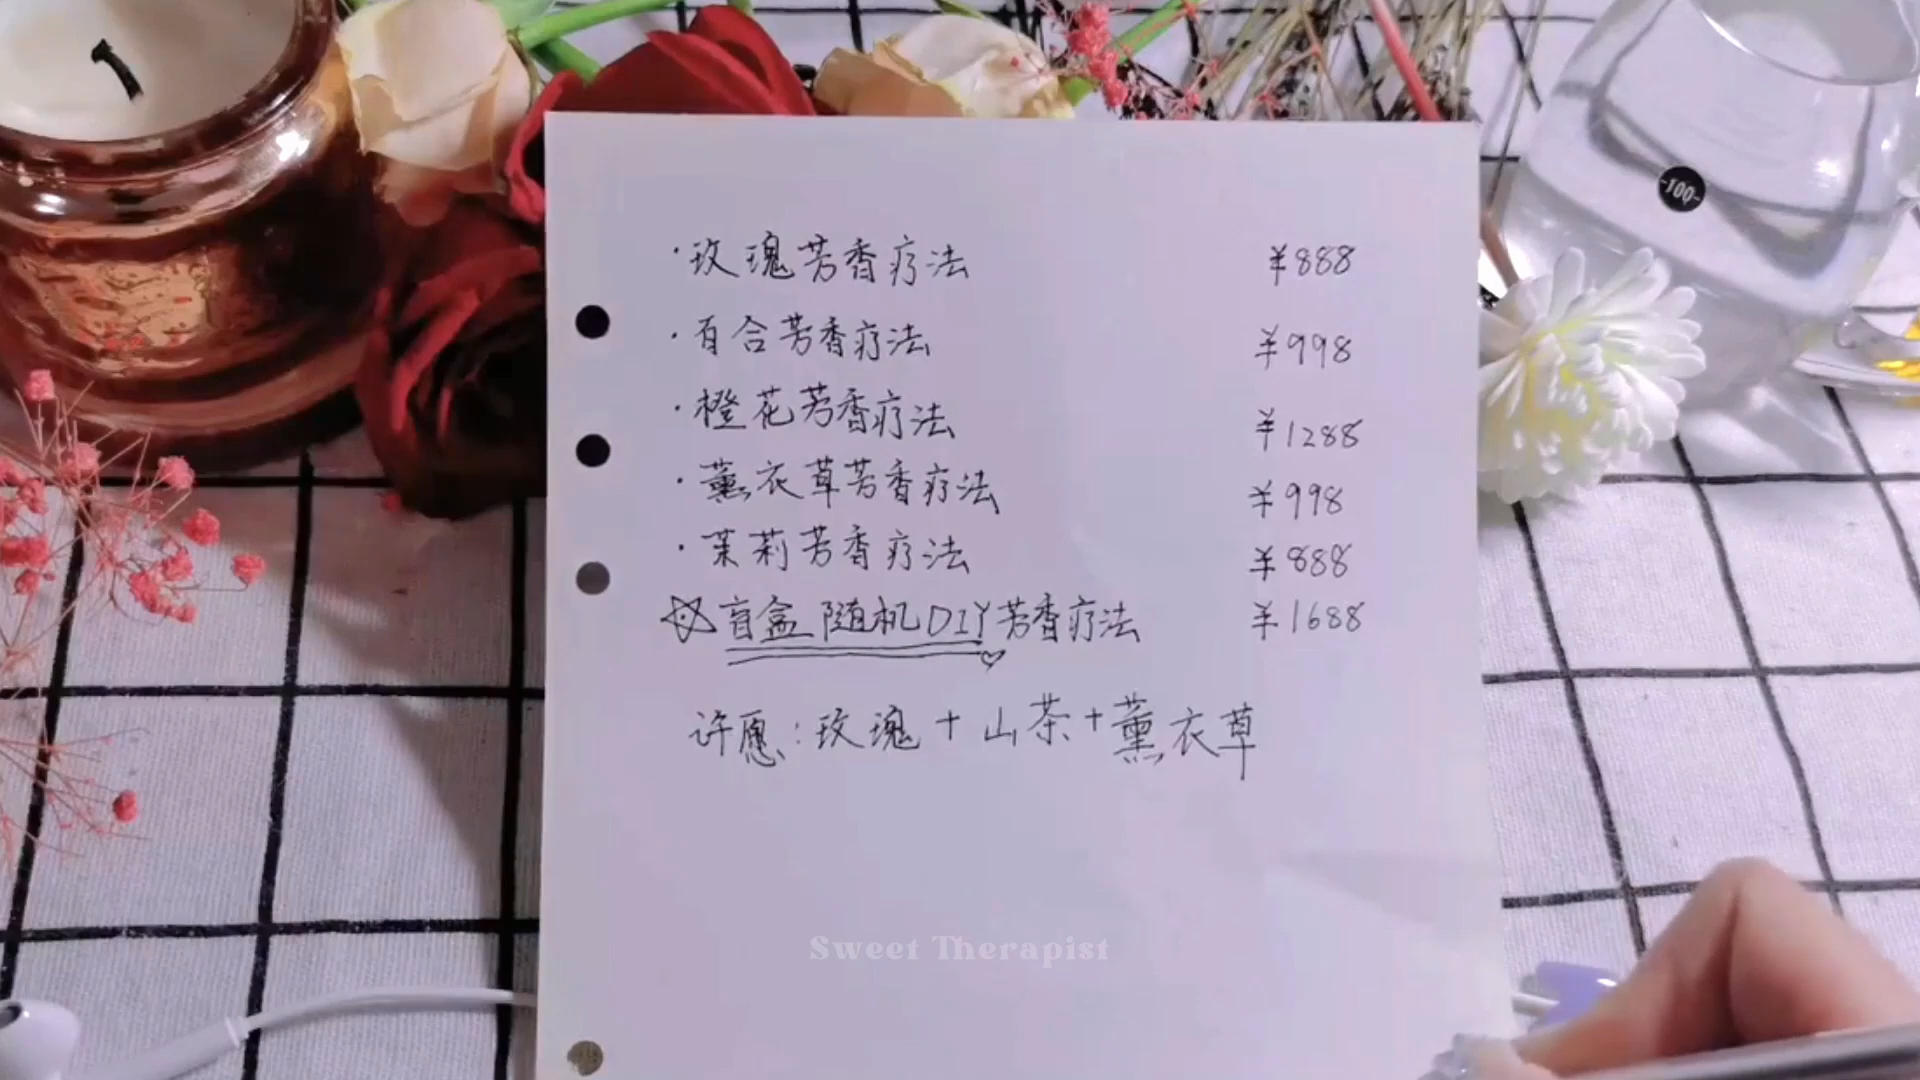 -100-
·玫瑰芳香疗法 ¥888
·百合芳香疗法 ¥998
·橙花芳香疗法 ¥1288
·薰衣草芳香疗法 ¥998
·茉莉芳香疗法 ¥888
☆盲盒随机DIY芳香疗法 ¥1688
许愿:玫瑰+山茶+薰衣草
Sweet Therapist